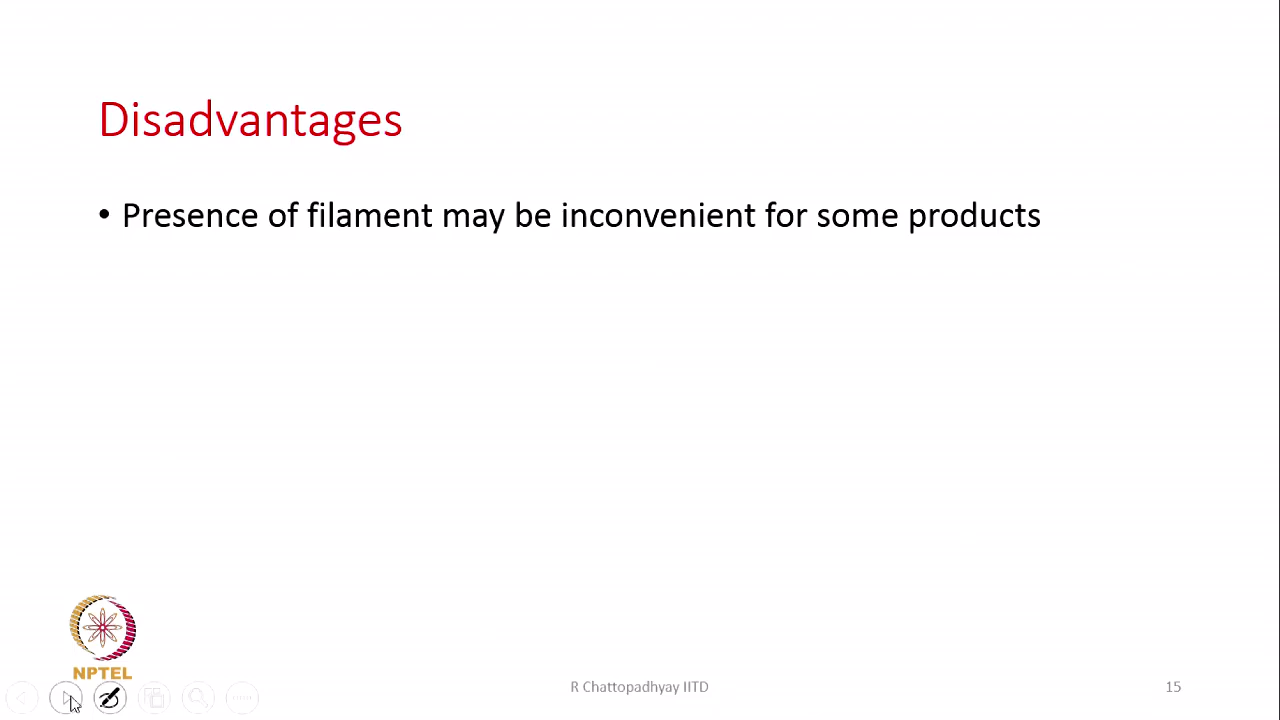 Disadvantages
• Presence of filament may be inconvenient for some products
NPTEL
R Chattopadhyay IITD
15